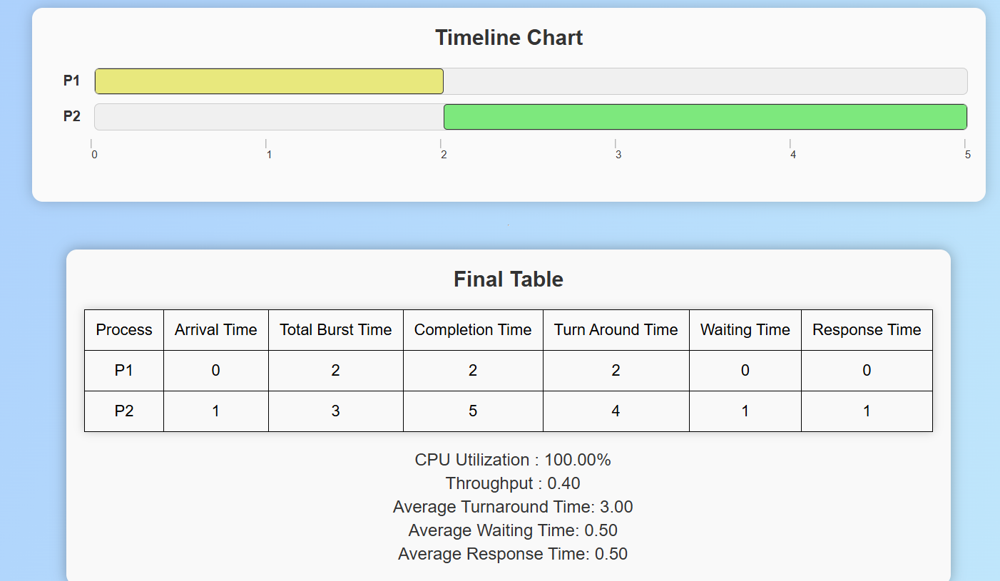 Timeline Chart
P1
P2
0 1 2 3 4 5
Final Table
Process Arrival Time Total Burst Time Completion Time Turn Around Time Waiting Time Response Time
P1 0 2 2 2 0 0
P2 1 3 5 4 1 1
CPU Utilization : 100.00%
Throughput : 0.40
Average Turnaround Time: 3.00
Average Waiting Time: 0.50
Average Response Time: 0.50